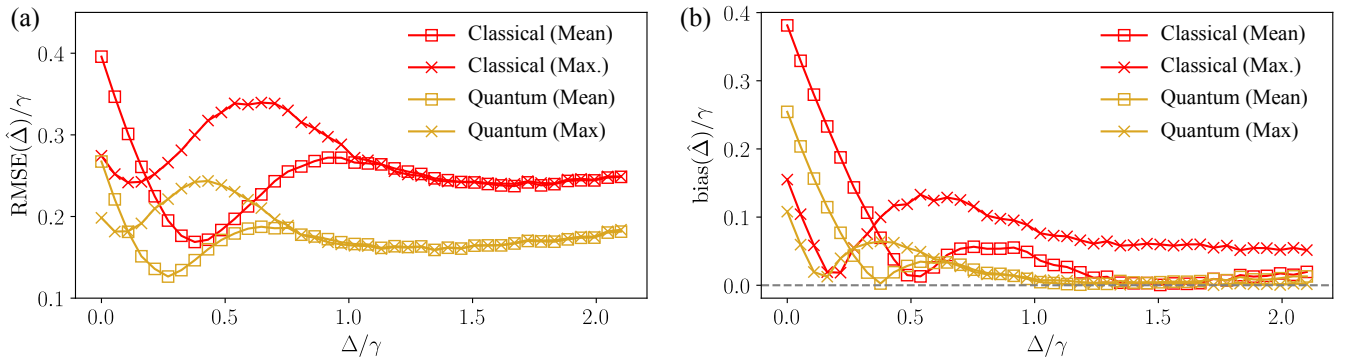 (a)
RMSE(Δ̂)/γ
0.4
0.3
0.2
0.1
Classical (Mean)
Classical (Max.)
Quantum (Mean)
Quantum (Max)
0.0 0.5 1.0 1.5 2.0
Δ/γ
(b)
bias(Δ̂)/γ
0.4
0.3
0.2
0.1
0.0
Classical (Mean)
Classical (Max.)
Quantum (Mean)
Quantum (Max)
0.0 0.5 1.0 1.5 2.0
Δ/γ